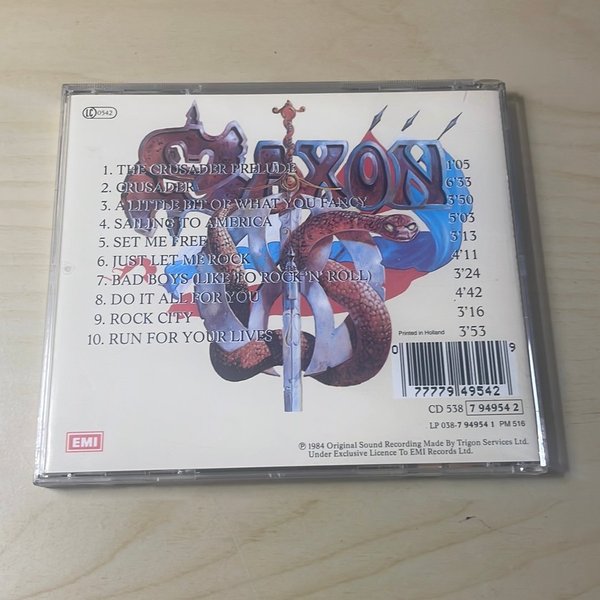 LC 0542
SAXON
1. THE CRUSADER PRELUDE 1'05
2. CRUSADER 6'33
3. A LITTLE BIT OF WHAT YOU FANCY 3'50
4. SAILING TO AMERICA 5'03
5. SET ME FREE 3'13
6. JUST LET ME ROCK 4'11
7. BAD BOYS (LIKE TO ROCK 'N' ROLL) 3'24
8. DO IT ALL FOR YOU 4'42
9. ROCK CITY 3'16
10. RUN FOR YOUR LIVES 3'53
Printed in Holland
0 77779 49542 9
CD 538 7 94954 2
LP 038-7 94954 1 PM 516
EMI
℗ 1984 Original Sound Recording Made By Trigon Services Ltd.
Under Exclusive Licence To EMI Records Ltd.